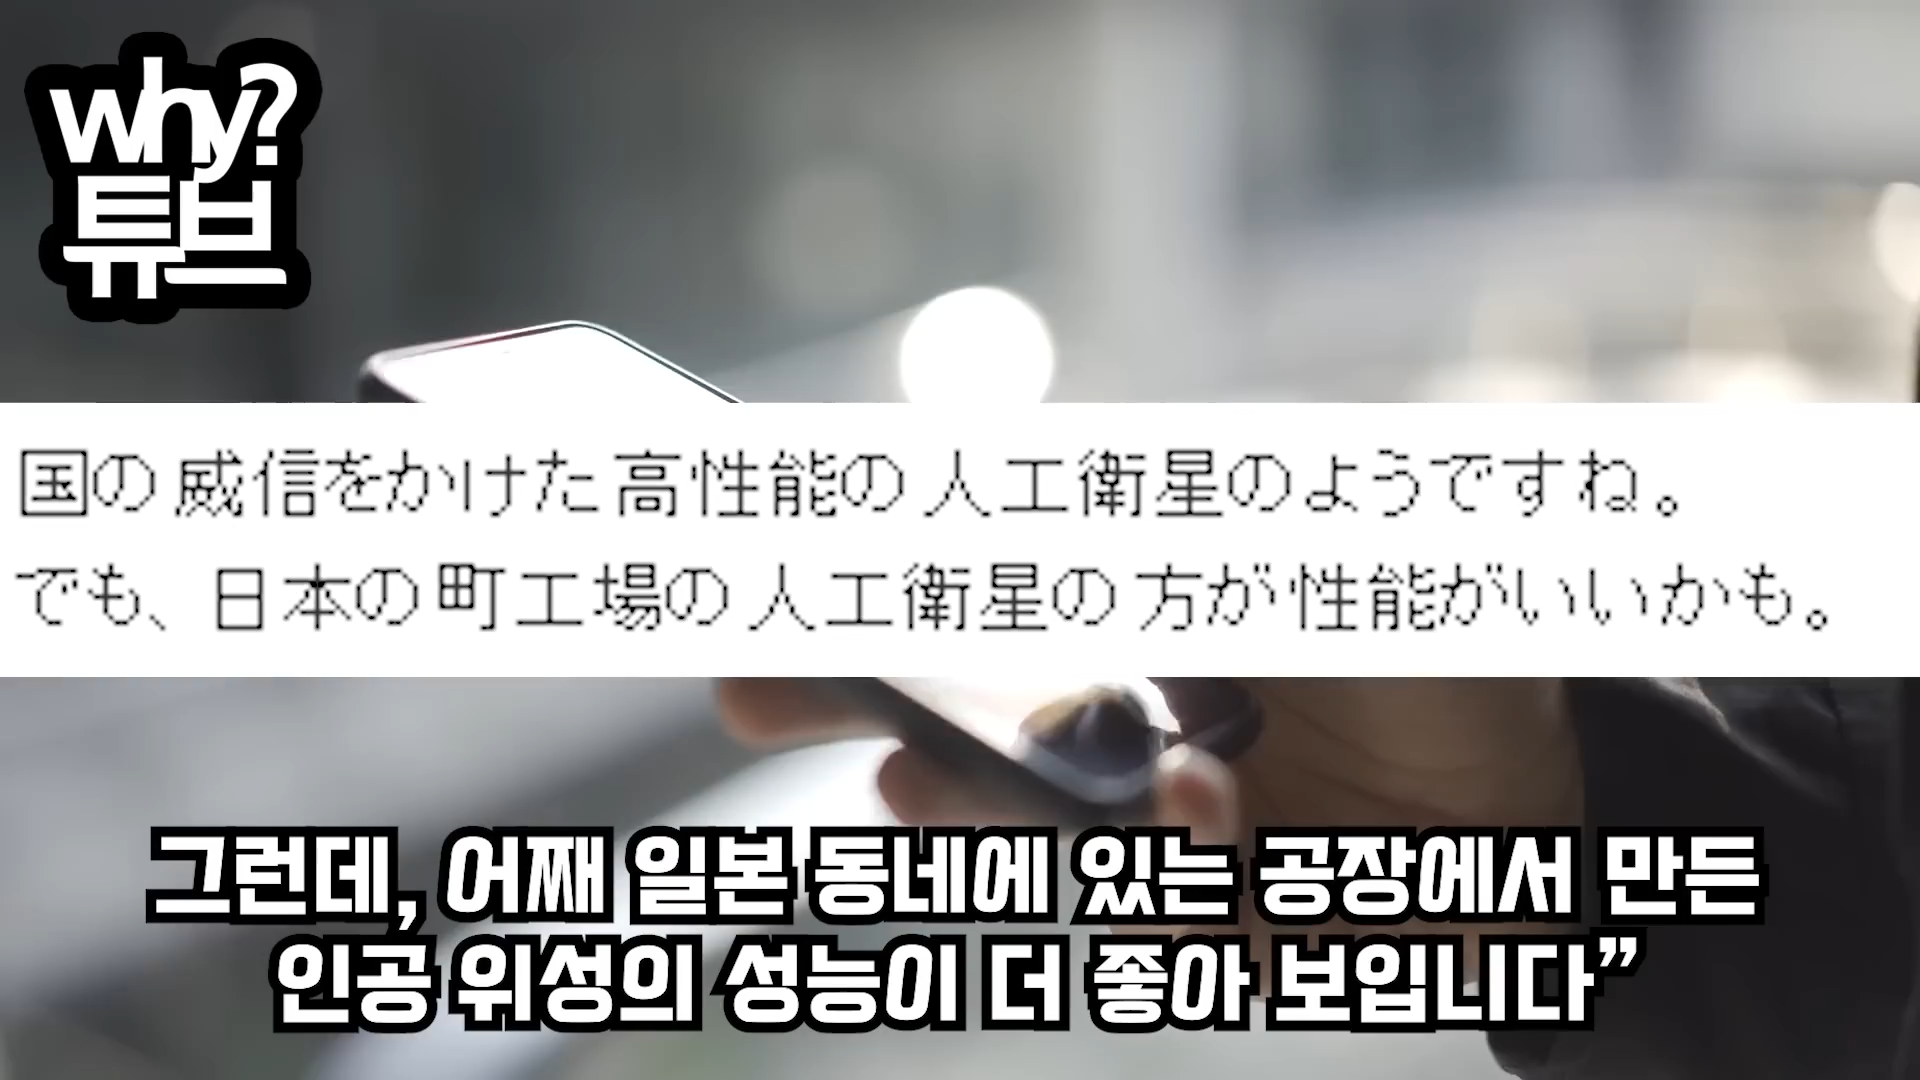 why?
튜브
国の威信をかけた高性能の人工衛星のようですね。
でも、日本の町工場の人工衛星の方が性能がいいかも。
그런데, 어째 일본 동네에 있는 공장에서 만든
인공 위성의 성능이 더 좋아 보입니다”